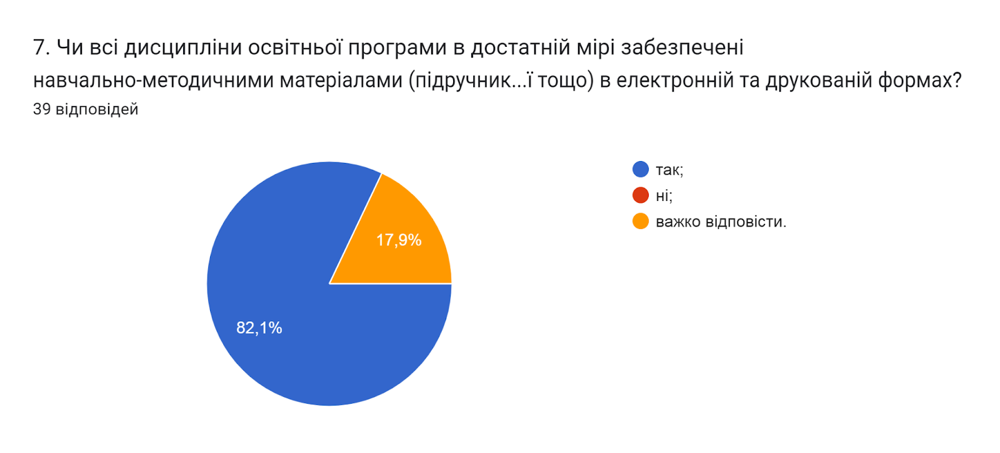 7. Чи всі дисципліни освітньої програми в достатній мірі забезпечені
навчально-методичними матеріалами (підручник...ї тощо) в електронній та друкованій формах?
39 відповідей
так;
ні;
важко відповісти.
17,9%
82,1%